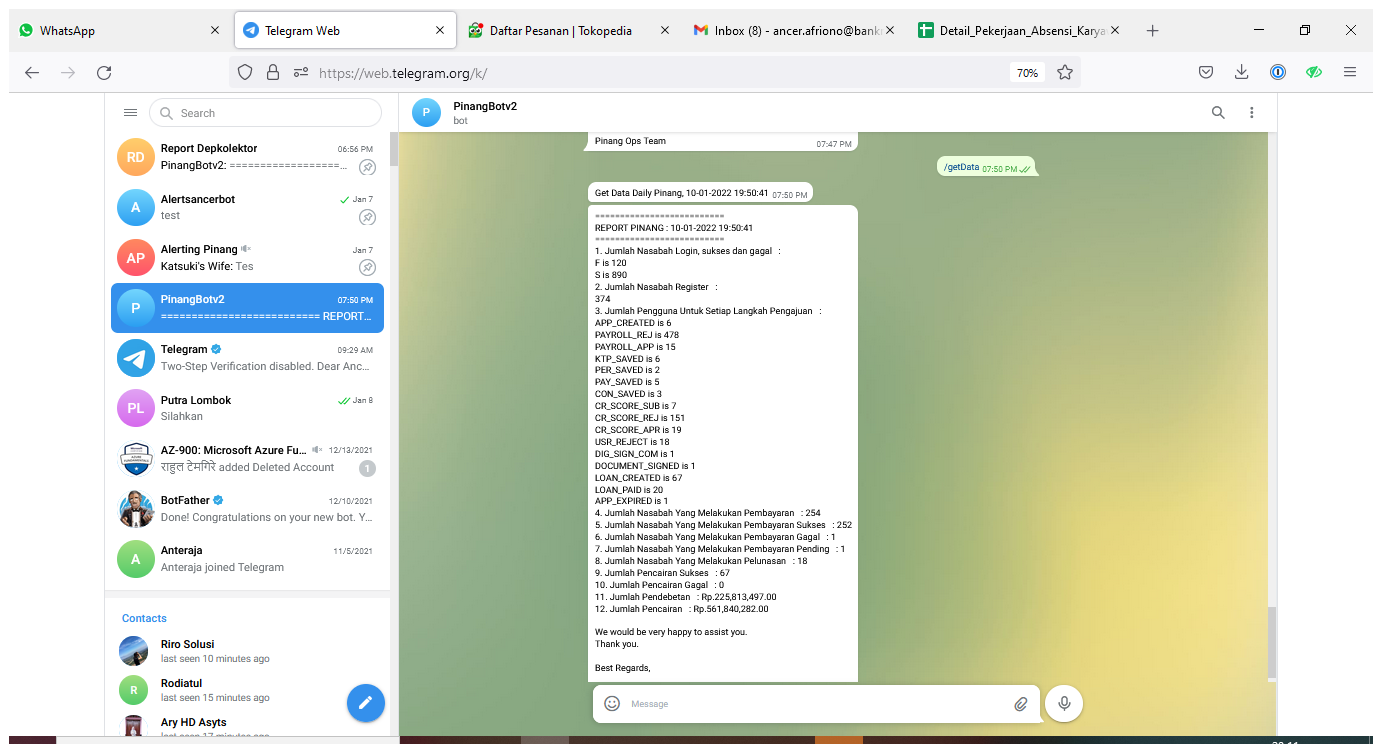 WhatsApp
Telegram Web
Daftar Pesanan | Tokopedia
Inbox (8) - ancer.afriono@bank
Detail_Pekerjaan_Absensi_Karya
https://web.telegram.org/k/
70%
Search
Report Depkolektor 06:56 PM
PinangBotv2: ===================...
Alertsancerbot Jan 7
test
Alerting Pinang Jan 7
Katsuki's Wife: Tes
PinangBotv2 07:50 PM
========================== REPORT...
Telegram 09:29 AM
Two-Step Verification disabled. Dear Anc...
Putra Lombok Jan 8
Silahkan
AZ-900: Microsoft Azure Fu... 12/13/2021
राहुल टेमगिरे added Deleted Account 1
BotFather 12/10/2021
Done! Congratulations on your new bot. Y...
Anteraja 11/5/2021
Anteraja joined Telegram
Contacts
Riro Solusi
last seen 10 minutes ago
Rodiatul
last seen 15 minutes ago
Ary HD Asyts
last seen 17 minutes ago
PinangBotv2
bot
Pinang Ops Team 07:47 PM
/getData 07:50 PM
Get Data Daily Pinang, 10-01-2022 19:50:41 07:50 PM
==========================
REPORT PINANG : 10-01-2022 19:50:41
==========================
1. Jumlah Nasabah Login, sukses dan gagal :
F is 120
S is 890
2. Jumlah Nasabah Register :
374
3. Jumlah Pengguna Untuk Setiap Langkah Pengajuan :
APP_CREATED is 6
PAYROLL_REJ is 478
PAYROLL_APP is 15
KTP_SAVED is 6
PER_SAVED is 2
PAY_SAVED is 5
CON_SAVED is 3
CR_SCORE_SUB is 7
CR_SCORE_REJ is 151
CR_SCORE_APR is 19
USR_REJECT is 18
DIG_SIGN_COM is 1
DOCUMENT_SIGNED is 1
LOAN_CREATED is 67
LOAN_PAID is 20
APP_EXPIRED is 1
4. Jumlah Nasabah Yang Melakukan Pembayaran : 254
5. Jumlah Nasabah Yang Melakukan Pembayaran Sukses : 252
6. Jumlah Nasabah Yang Melakukan Pembayaran Gagal : 1
7. Jumlah Nasabah Yang Melakukan Pembayaran Pending : 1
8. Jumlah Nasabah Yang Melakukan Pelunasan : 18
9. Jumlah Pencairan Sukses : 67
10. Jumlah Pencairan Gagal : 0
11. Jumlah Pendebetan : Rp.225,813,497.00
12. Jumlah Pencairan : Rp.561,840,282.00
We would be very happy to assist you.
Thank you.
Best Regards,
Message